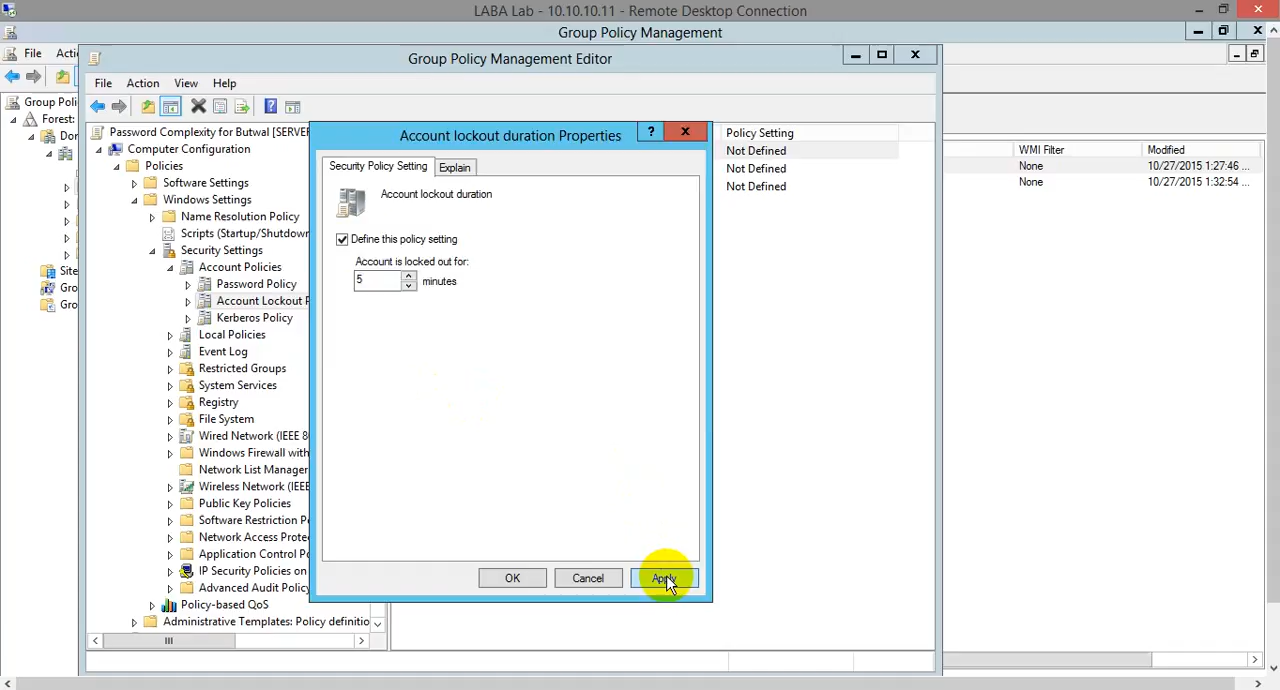 LABA Lab - 10.10.10.11 - Remote Desktop Connection
Group Policy Management
File
Group Policy Management Editor
File Action View Help
Group
Forest:
Password Complexity for Butwal
Computer Configuration
Policies
Software Settings
Windows Settings
Name Resolution Policy
Scripts (Startup/Shutdown
Security Settings
Account Policies
Password Policy
Account Lockout
Kerberos Policy
Local Policies
Event Log
Restricted Groups
System Services
Registry
File System
Wired Network (IEEE
Windows Firewall with
Network List Manager
Wireless Network (IEEE
Public Key Policies
Software Restriction
Network Access
Application Control
IP Security Policies on
Advanced Audit Policy
Policy-based QoS
Administrative Templates: Policy
Account lockout duration Properties
?
Security Policy Setting Explain
Account lockout duration
Define this policy setting
Account is locked out for:
5 minutes
OK Cancel Apply
Policy Setting
Not Defined
Not Defined
Not Defined
WMI Filter Modified
None 10/27/2015 1:27:46 ...
None 10/27/2015 1:32:54 ...